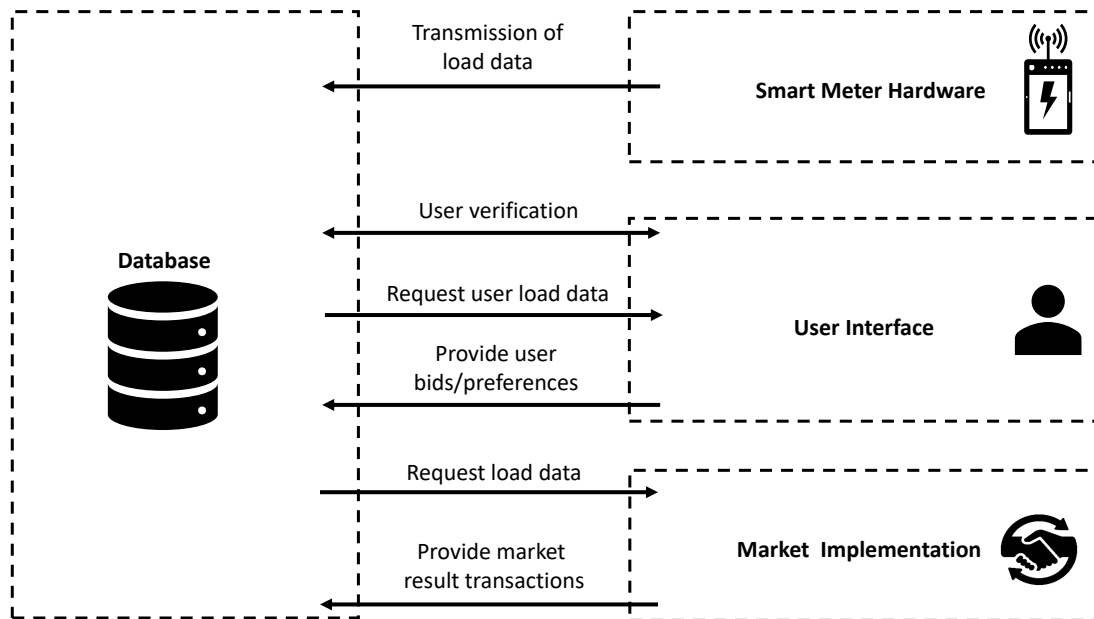 Transmission of
load data
Smart Meter Hardware
User verification
Database
Request user load data
User Interface
Provide user
bids/preferences
Request load data
Market Implementation
Provide market
result transactions